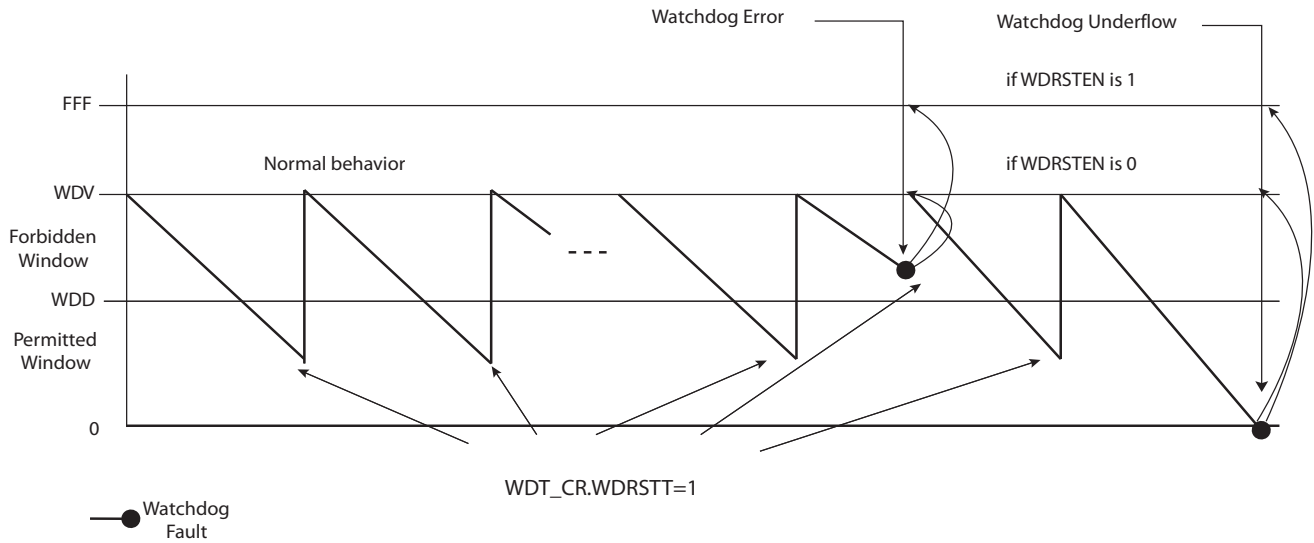 Watchdog Error
Watchdog Underflow
if WDRSTEN is 1
FFF
Normal behavior
if WDRSTEN is 0
WDV
Forbidden
Window
WDD
Permitted
Window
0
WDT_CR.WDRSTT=1
Watchdog
Fault